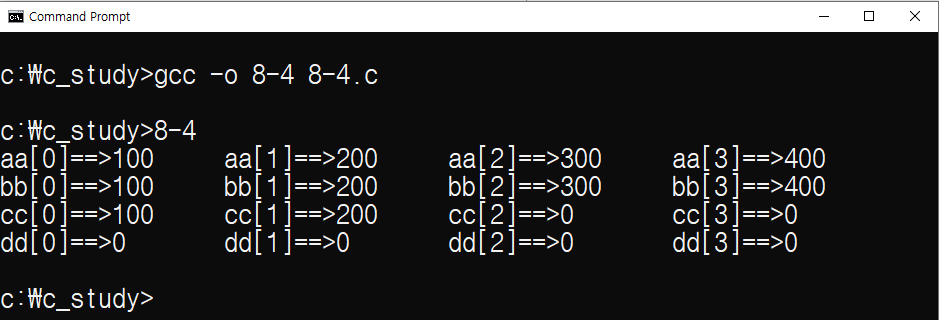 Command Prompt
c:₩c_study>gcc -o 8-4 8-4.c
c:₩c_study>8-4
aa[0]==>100 aa[1]==>200 aa[2]==>300 aa[3]==>400
bb[0]==>100 bb[1]==>200 bb[2]==>300 bb[3]==>400
cc[0]==>100 cc[1]==>200 cc[2]==>0 cc[3]==>0
dd[0]==>0 dd[1]==>0 dd[2]==>0 dd[3]==>0
c:₩c_study>